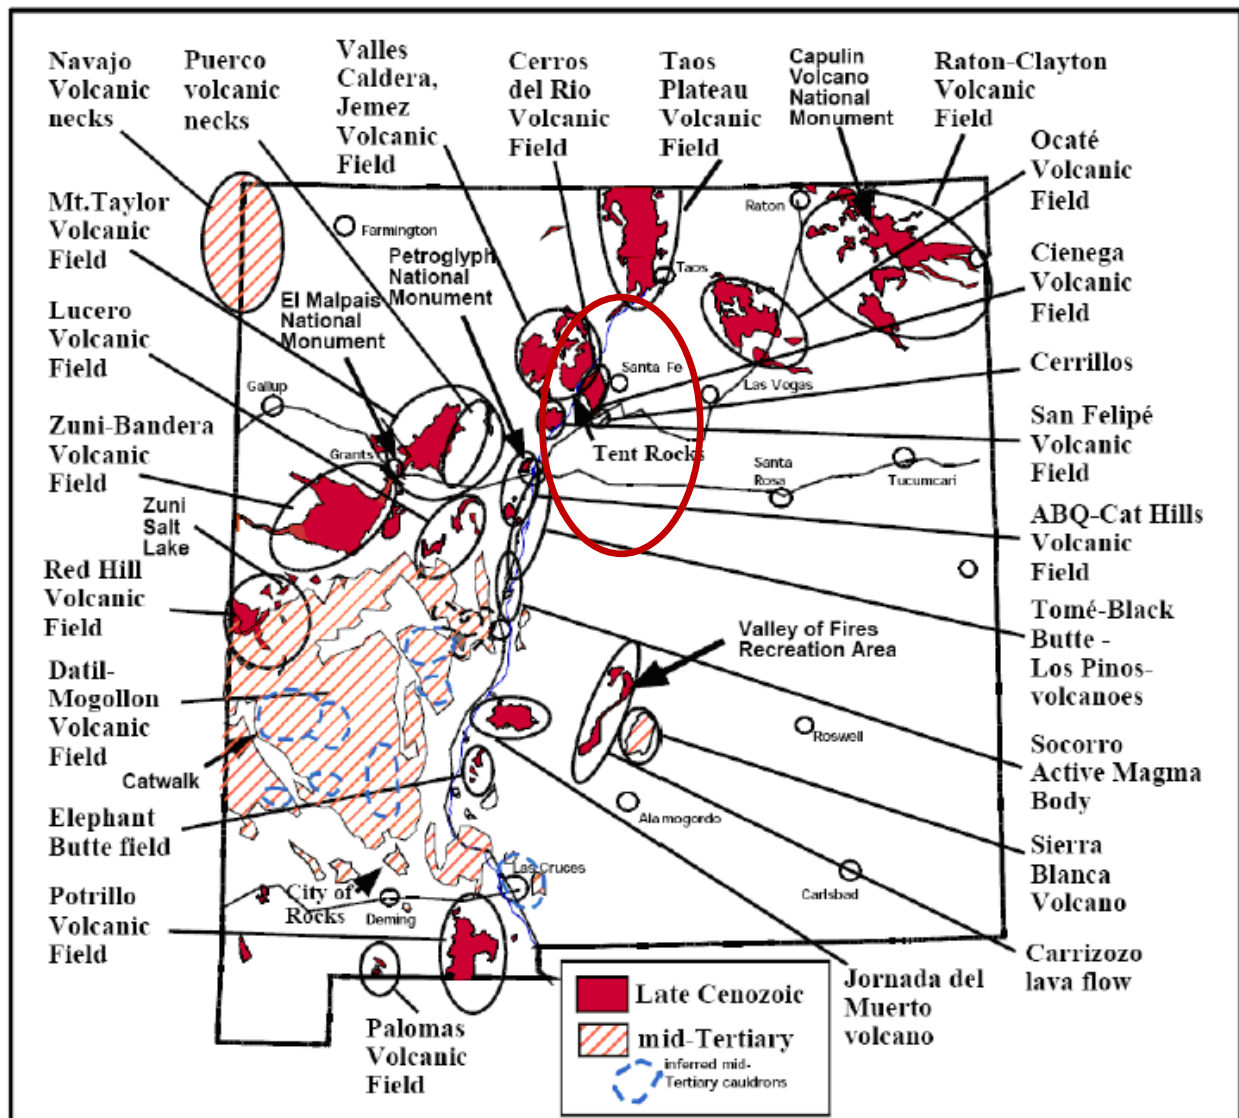 Navajo
Volcanic
necks
Puerco
volcanic
necks
Valles
Caldera,
Jemez
Volcanic
Field
Cerros
del Rio
Volcanic
Field
Taos
Plateau
Volcanic
Field
Capulin
Volcano
National
Monument
Raton-Clayton
Volcanic
Field
Ocaté
Volcanic
Field
Mt.Taylor
Volcanic
Field
Farmington
Petroglyph
National
Monument
Raton
Taos
Cienega
Volcanic
Field
El Malpais
National
Monument
Lucero
Volcanic
Field
Gallup
Santa Fe
Las Vegas
Cerrillos
Zuni-Bandera
Volcanic
Field
Grants
Tent Rocks
Santa
Rosa
Tucumcari
San Felipé
Volcanic
Field
Zuni
Salt
Lake
ABQ-Cat Hills
Volcanic
Field
Red Hill
Volcanic
Field
Tomé-Black
Butte -
Los Pinos-
volcanoes
Valley of Fires
Recreation Area
Datil-
Mogollon
Volcanic
Field
Catwalk
Roswell
Socorro
Active Magma
Body
Elephant
Butte field
Alamogordo
Sierra
Blanca
Volcano
Potrillo
Volcanic
Field
City of
Rocks
Deming
Las Cruces
Carlsbad
Carrizozo
lava flow
Jornada del
Muerto
volcano
Palomas
Volcanic
Field
Late Cenozoic
mid-Tertiary
inferred mid-
Tertiary cauldrons